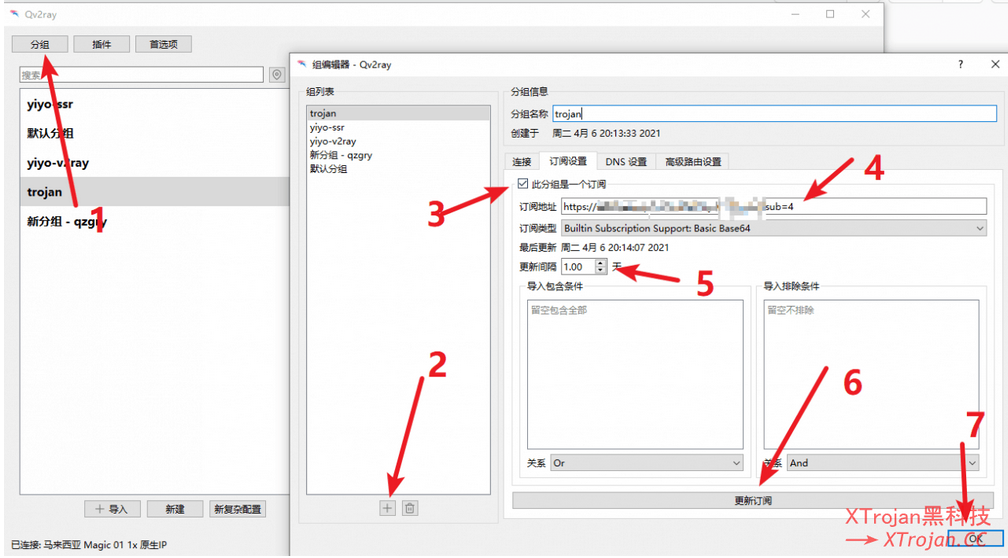 Qv2ray
分组
插件
首选项
搜索
yiyo-ssr
默认分组
yiyo-v2ray
trojan
新分组 - qzgry
导入
新建
新复杂配置
已连接: 马来西亚 Magic 01 1x 原生IP
组编辑器 - Qv2ray
组列表
trojan
yiyo-ssr
yiyo-v2ray
新分组 - qzgry
默认分组
分组信息
分组名称 trojan
创建于 周二 4月 6 20:13:33 2021
连接 订阅设置 DNS 设置 高级路由设置
此分组是一个订阅
订阅地址 https:// sub=4
订阅类型 Builtin Subscription Support: Basic Base64
最后更新 周二 4月 6 20:14:07 2021
更新间隔 1.00 天
导入包含条件
留空包含全部
关系 Or
导入排除条件
留空不排除
关系 And
更新订阅
OK
1
2
3
4
5
6
7
XTrojan黑科技
XTrojan.CC